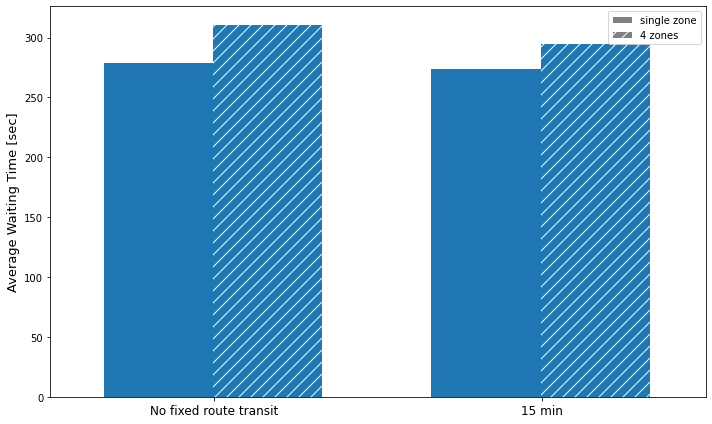 single zone
4 zones
Average Waiting Time [sec]
300
250
200
150
100
50
0
No fixed route transit
15 min